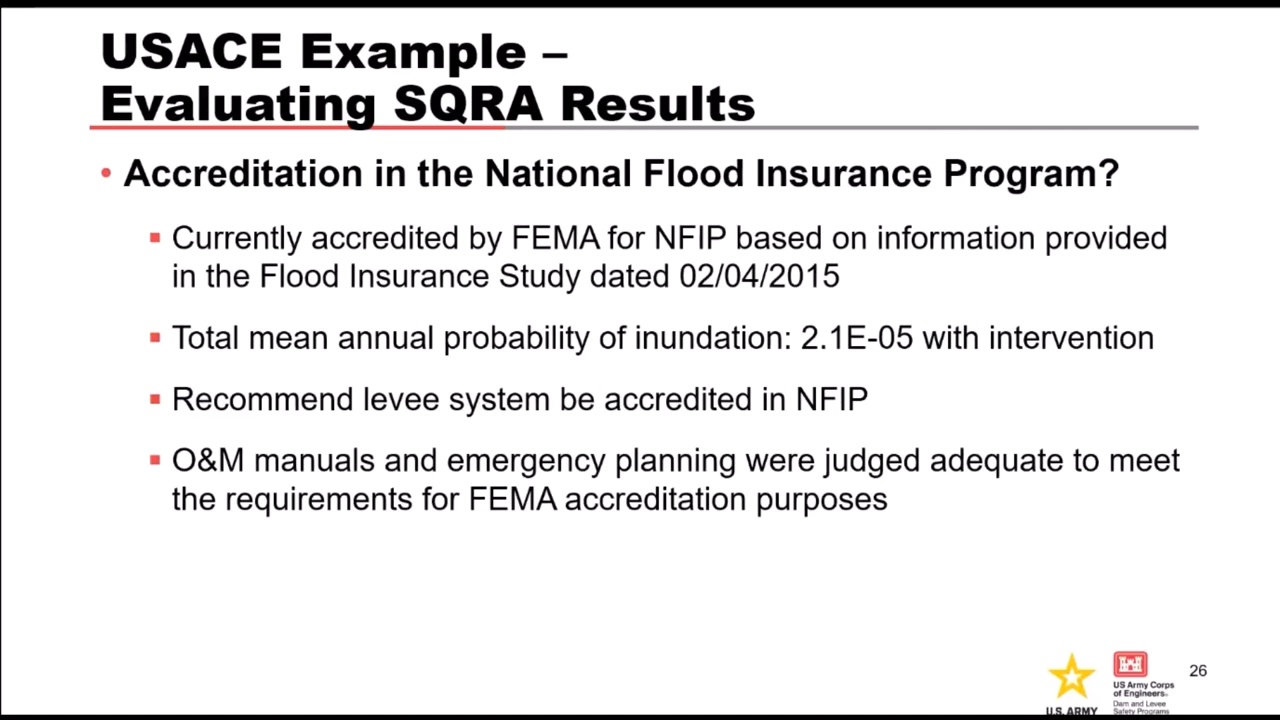 USACE Example –
Evaluating SQRA Results
• Accreditation in the National Flood Insurance Program?
▪ Currently accredited by FEMA for NFIP based on information provided
in the Flood Insurance Study dated 02/04/2015
▪ Total mean annual probability of inundation: 2.1E-05 with intervention
▪ Recommend levee system be accredited in NFIP
▪ O&M manuals and emergency planning were judged adequate to meet
the requirements for FEMA accreditation purposes
U.S. ARMY
US Army Corps
of Engineers®
Dam and Levee
Safety Programs
26